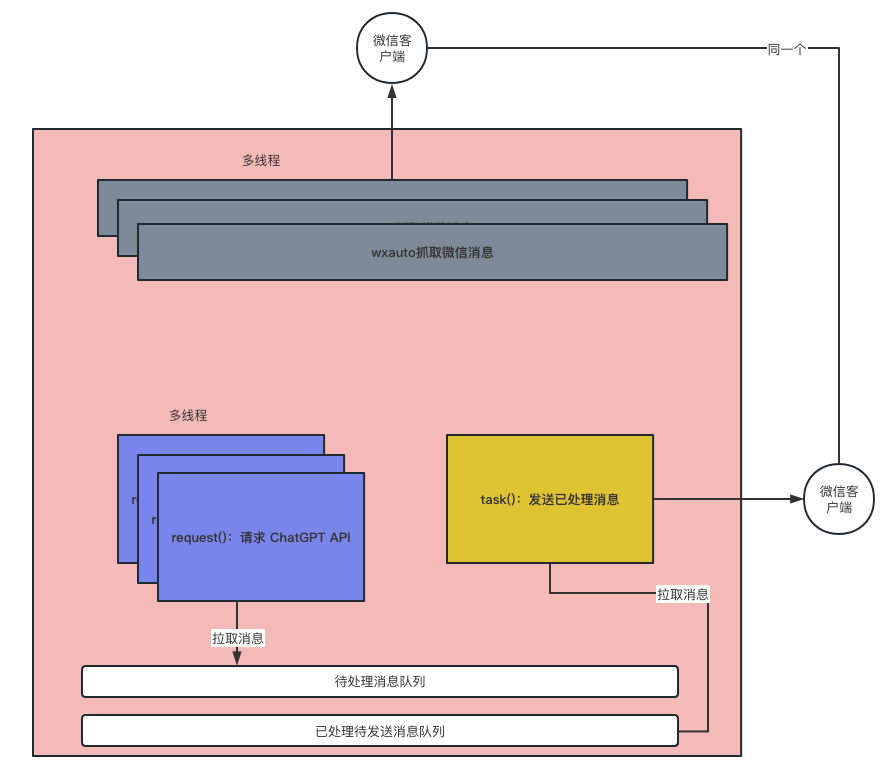 微信客
户端
同一个
多线程
wxauto抓取微信消息
多线程
r
r
request()：请求 ChatGPT API
task()：发送已处理消息
微信客
户端
拉取消息
拉取消息
待处理消息队列
已处理待发送消息队列